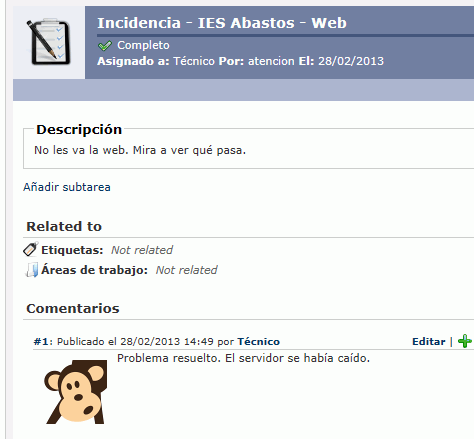 Incidencia - IES Abastos - Web
Completo
Asignado a: Técnico Por: atencion El: 28/02/2013
Descripción
No les va la web. Mira a ver qué pasa.
Añadir subtarea
Related to
Etiquetas: Not related
Áreas de trabajo: Not related
Comentarios
#1: Publicado el 28/02/2013 14:49 por Técnico Editar |
Problema resuelto. El servidor se había caído.